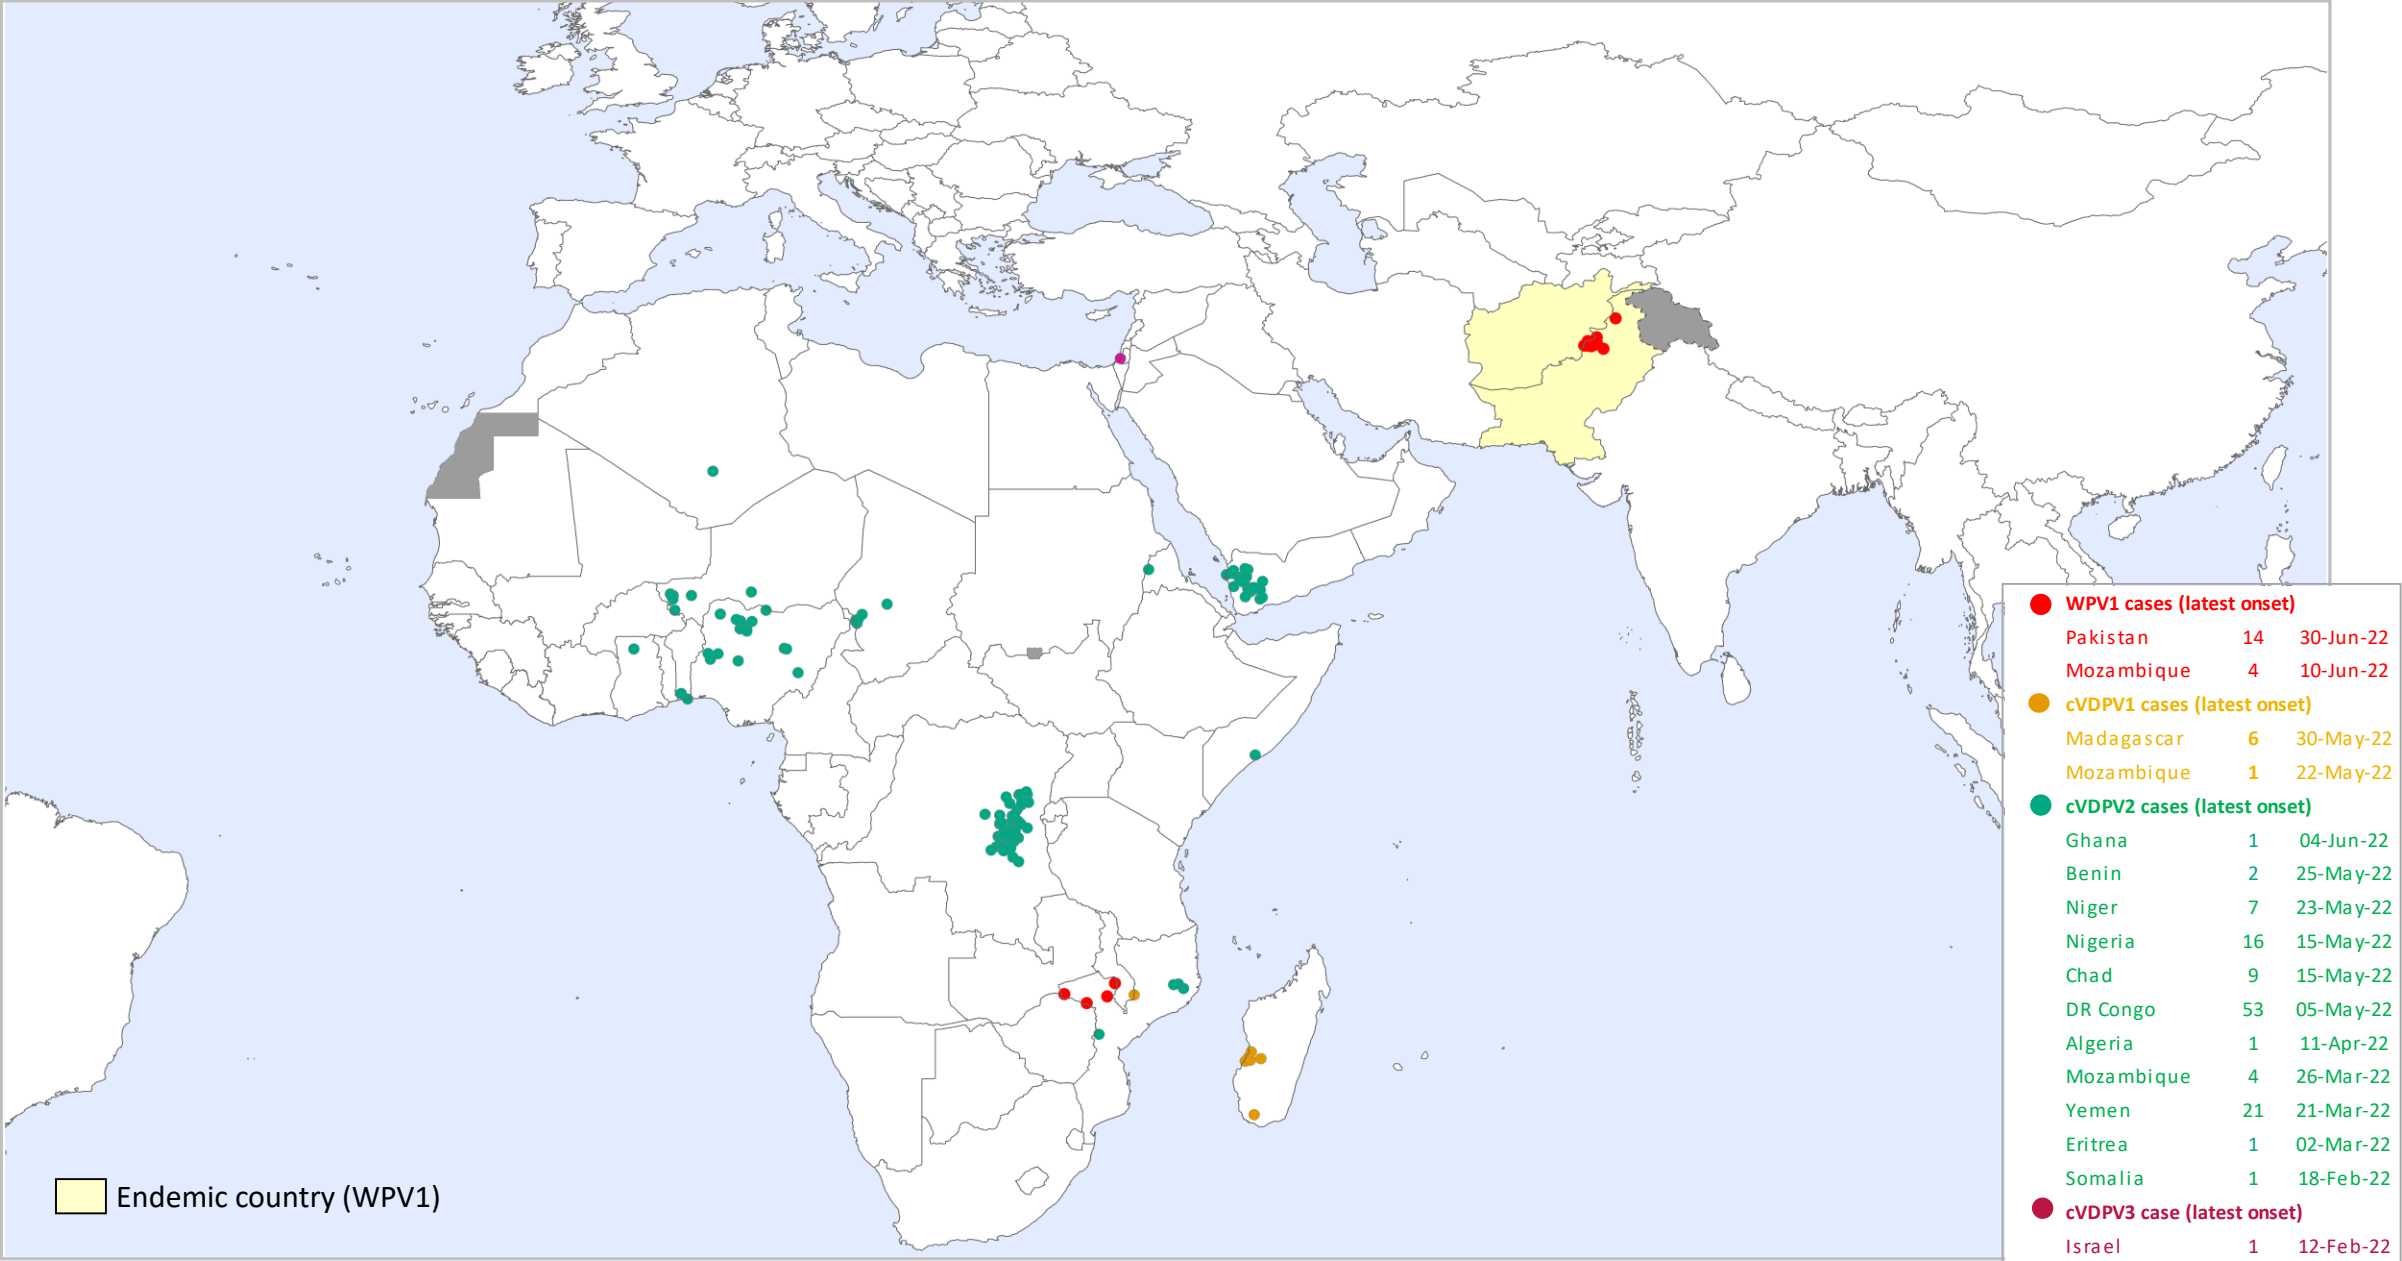 WPV1 cases (latest onset)
Pakistan 14 30-Jun-22
Mozambique 4 10-Jun-22
cVDPV1 cases (latest onset)
Madagascar 6 30-May-22
Mozambique 1 22-May-22
cVDPV2 cases (latest onset)
Ghana 1 04-Jun-22
Benin 2 25-May-22
Niger 7 23-May-22
Nigeria 16 15-May-22
Chad 9 15-May-22
DR Congo 53 05-May-22
Algeria 1 11-Apr-22
Mozambique 4 26-Mar-22
Yemen 21 21-Mar-22
Eritrea 1 02-Mar-22
Somalia 1 18-Feb-22
cVDPV3 case (latest onset)
Israel 1 12-Feb-22
Endemic country (WPV1)